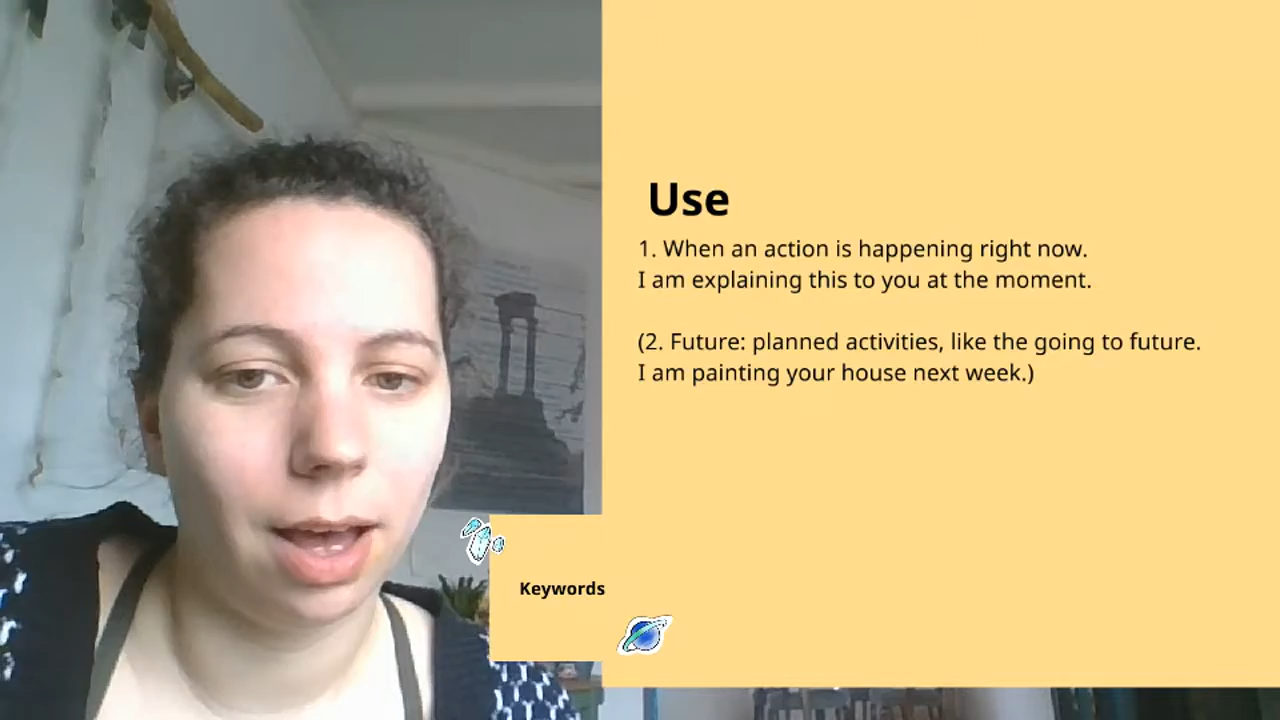 Use
1. When an action is happening right now.
I am explaining this to you at the moment.
(2. Future: planned activities, like the going to future.
I am painting your house next week.)
Keywords